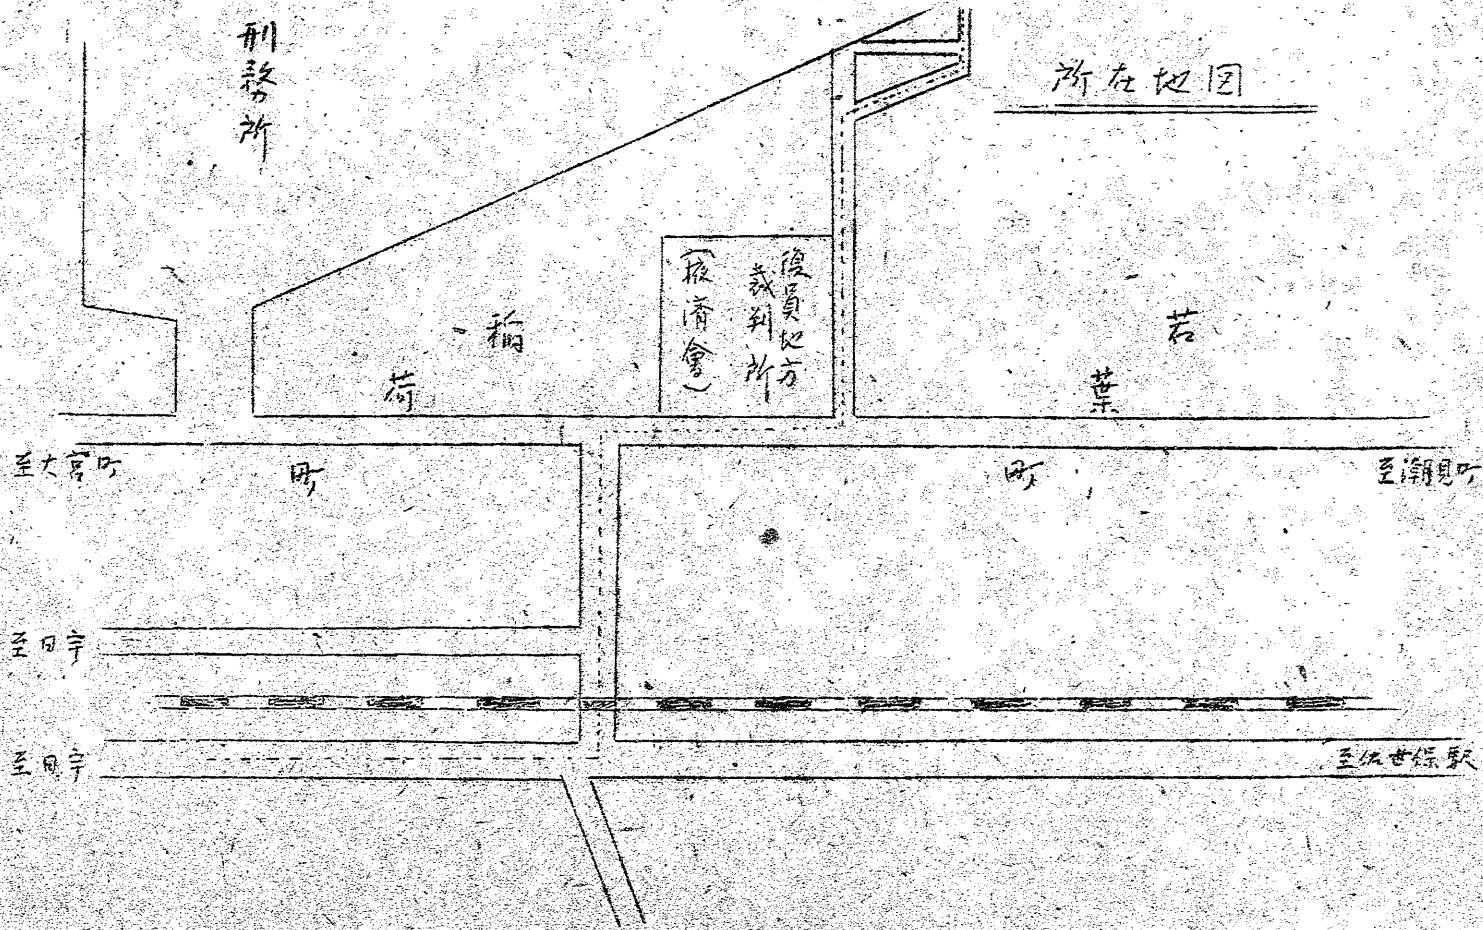 所在地図
刑務所
復員地方
裁判所
(掖済會)
稲荷町
若葉町
至大宮町
至潮見町
至日宇
至日宇
至佐世保駅